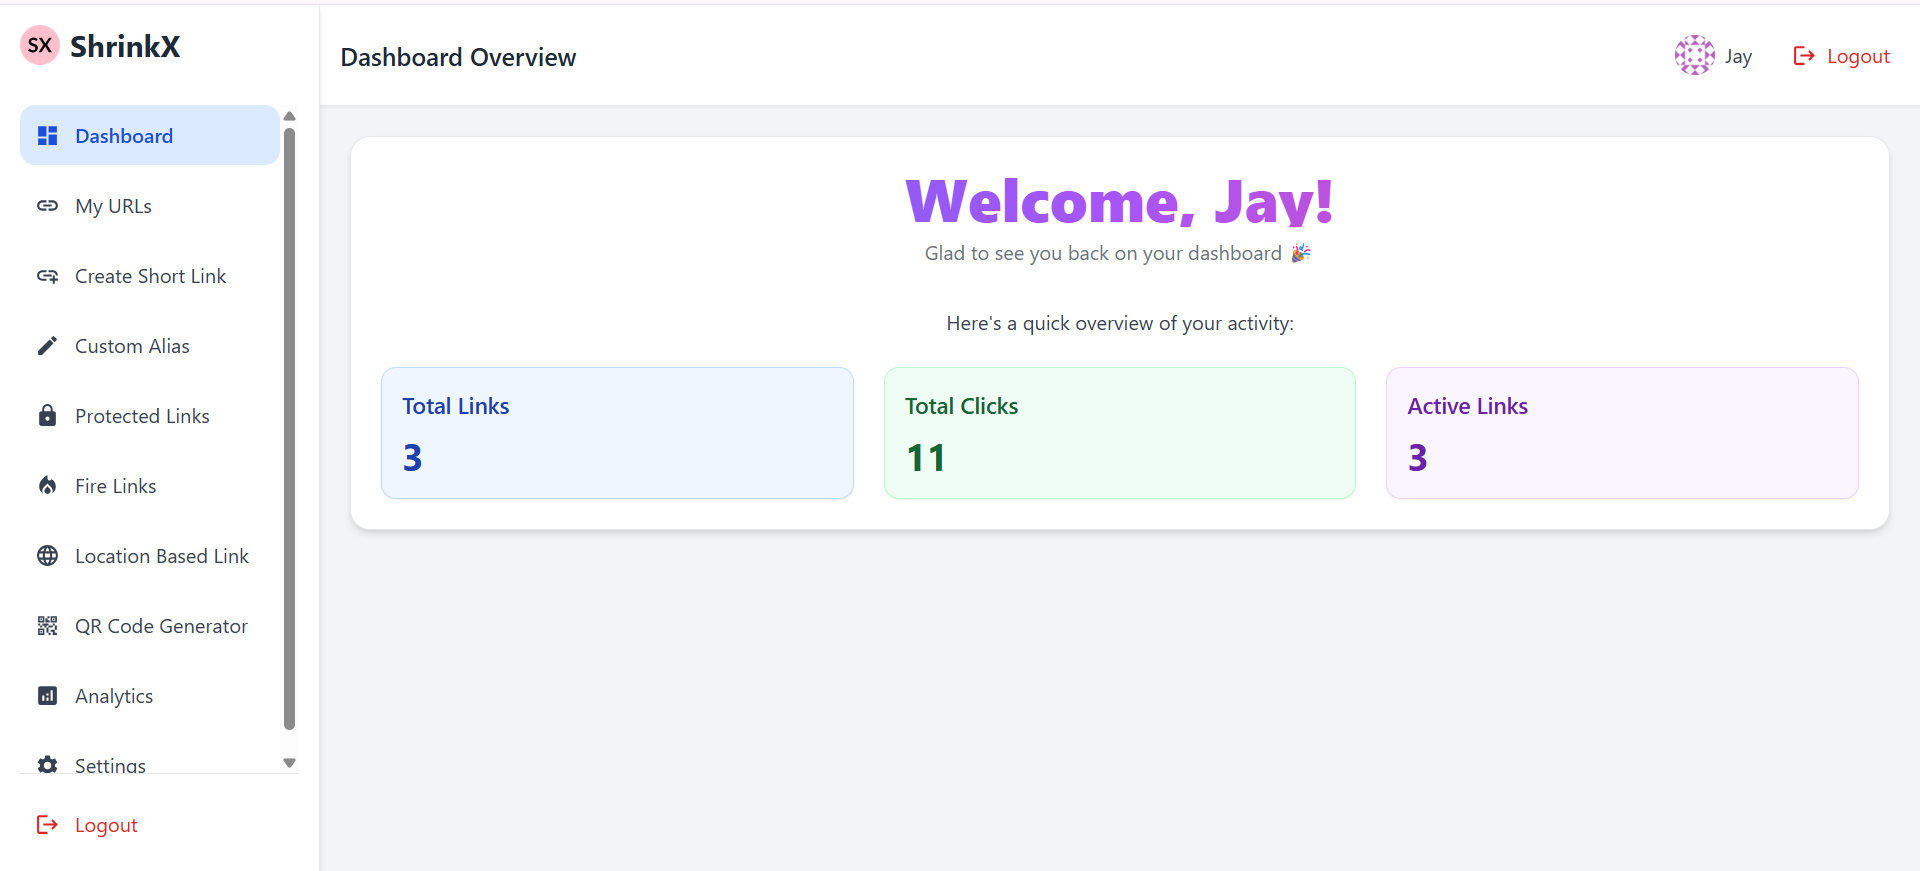 SX ShrinkX
Dashboard
My URLs
Create Short Link
Custom Alias
Protected Links
Fire Links
Location Based Link
QR Code Generator
Analytics
Settings
Logout
Dashboard Overview
Jay
Logout
Welcome, Jay!
Glad to see you back on your dashboard 🎉
Here's a quick overview of your activity:
Total Links
3
Total Clicks
11
Active Links
3